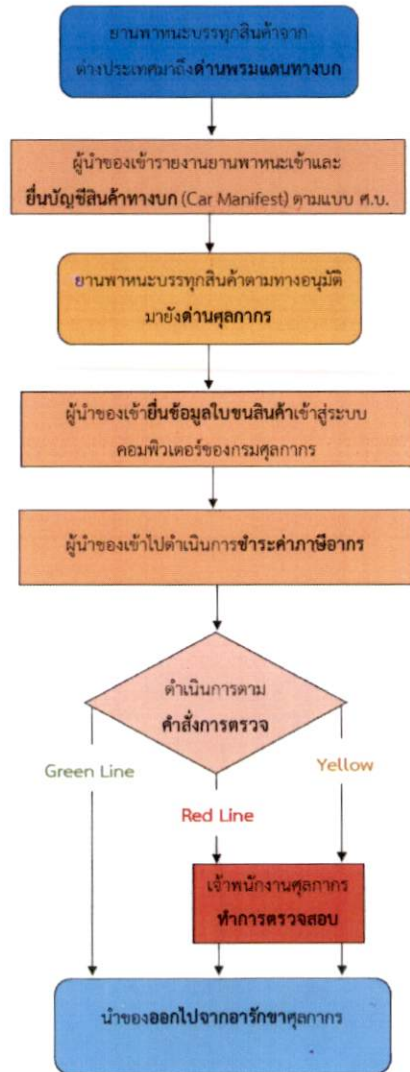 ยานพาหนะบรรทุกสินค้าจาก
ต่างประเทศมาถึงด่านพรมแดนทางบก
ผู้นำของเข้ารายงานยานพาหนะเข้าและ
ยื่นบัญชีสินค้าทางบก (Car Manifest) ตามแบบ ศ.บ.
ยานพาหนะบรรทุกสินค้าตามทางอนุมัติ
มายังด่านศุลกากร
ผู้นำของเข้ายื่นข้อมูลใบขนสินค้าเข้าสู่ระบบ
คอมพิวเตอร์ของกรมศุลกากร
ผู้นำของเข้าไปดำเนินการชำระค่าภาษีอากร
ดำเนินการตาม
คำสั่งการตรวจ
Green Line
Yellow
Red Line
เจ้าพนักงานศุลกากร
ทำการตรวจสอบ
นำของออกไปจากอารักขาศุลกากร